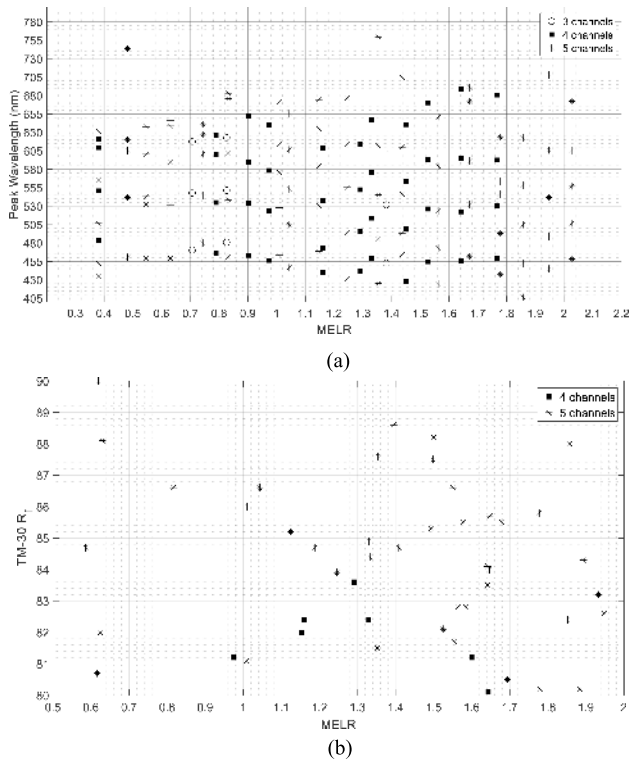 780
755
730
705
680
655
630
605
580
555
530
505
480
455
430
405
Peak Wavelength (nm)
3 channels
4 channels
5 channels
0.3 0.4 0.5 0.6 0.7 0.8 0.9 1 1.1 1.2 1.3 1.4 1.5 1.6 1.7 1.8 1.9 2 2.1 2.2
MELR
(a)
90
89
88
87
86
85
84
83
82
81
80
TM-30 Rf
4 channels
5 channels
0.5 0.6 0.7 0.8 0.9 1 1.1 1.2 1.3 1.4 1.5 1.6 1.7 1.8 1.9 2
MELR
(b)